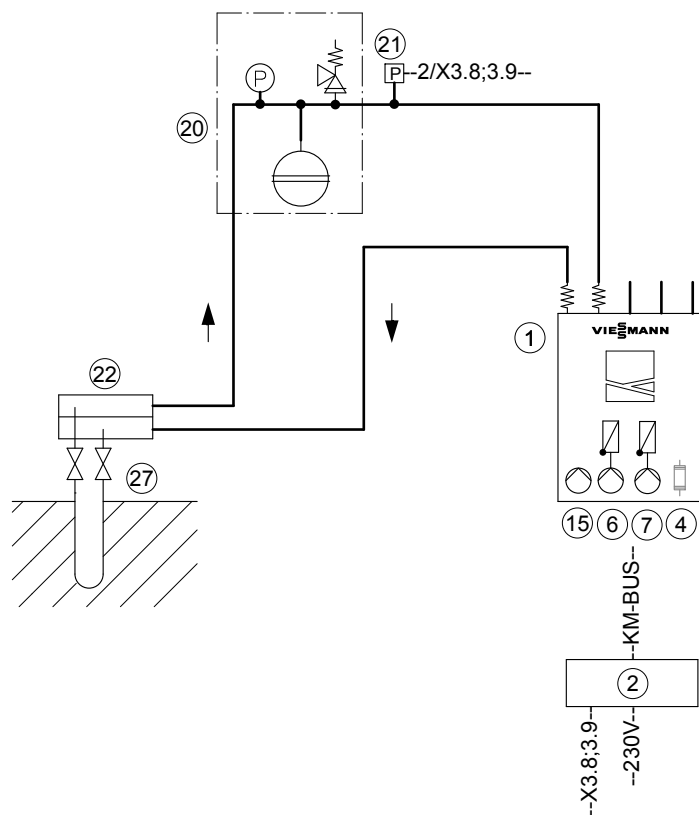 21
P
P--2/X3.8;3.9--
20
1
VIESSMANN
22
27
15 6 7 4
--KM-BUS--
2
--X3.8;3.9--
--230V--